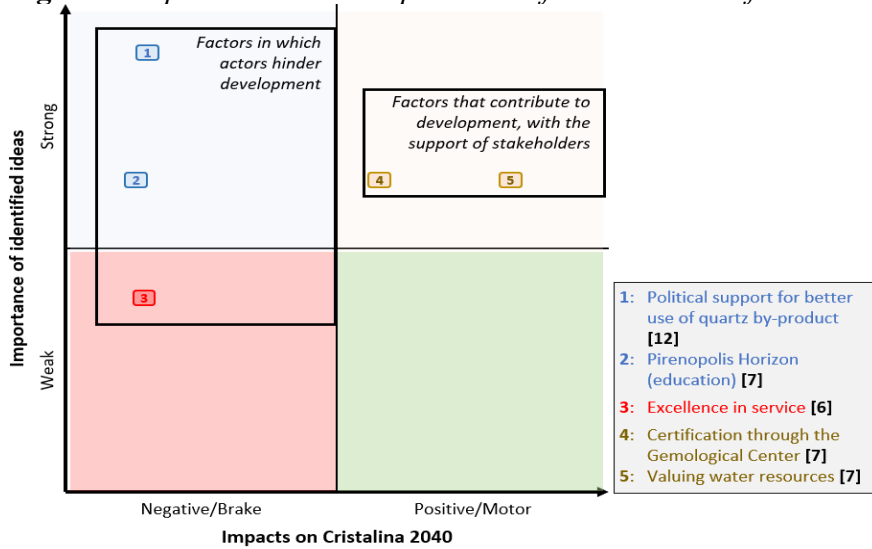 Factors in which
actors hinder
development
Factors that contribute to
development, with the
support of stakeholders
1
2
3
4
5
Importance of identified ideas
Strong
Weak
Negative/Brake
Positive/Motor
Impacts on Cristalina 2040
1: Political support for better
use of quartz by-product
[12]
2: Pirenopolis Horizon
(education) [7]
3: Excellence in service [6]
4: Certification through the
Gemological Center [7]
5: Valuing water resources [7]